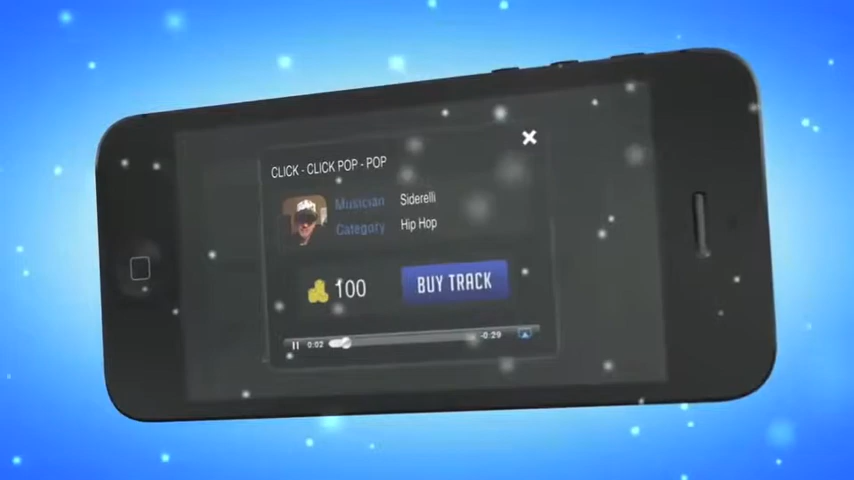 CLICK - CLICK POP - POP
Musician Siderelli
Category Hip Hop
100
BUY TRACK
0:02
-0:29